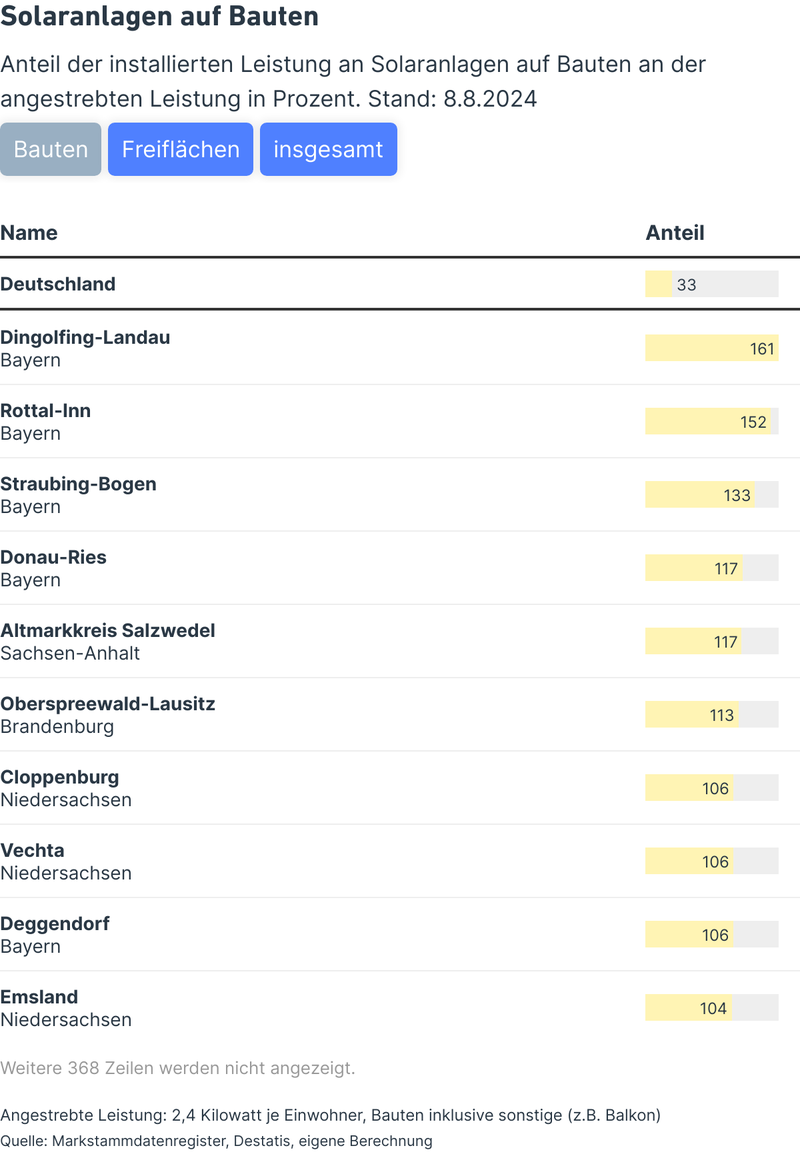 Solaranlagen auf Bauten
Anteil der installierten Leistung an Solaranlagen auf Bauten an der
angestrebten Leistung in Prozent. Stand: 8.8.2024
Bauten Freiflächen insgesamt
Name Anteil
Deutschland 33
Dingolfing-Landau
Bayern 161
Rottal-Inn
Bayern 152
Straubing-Bogen
Bayern 133
Donau-Ries
Bayern 117
Altmarkkreis Salzwedel
Sachsen-Anhalt 117
Oberspreewald-Lausitz
Brandenburg 113
Cloppenburg
Niedersachsen 106
Vechta
Niedersachsen 106
Deggendorf
Bayern 106
Emsland
Niedersachsen 104
Weitere 368 Zeilen werden nicht angezeigt.
Angestrebte Leistung: 2,4 Kilowatt je Einwohner, Bauten inklusive sonstige (z.B. Balkon)
Quelle: Markstammdatenregister, Destatis, eigene Berechnung